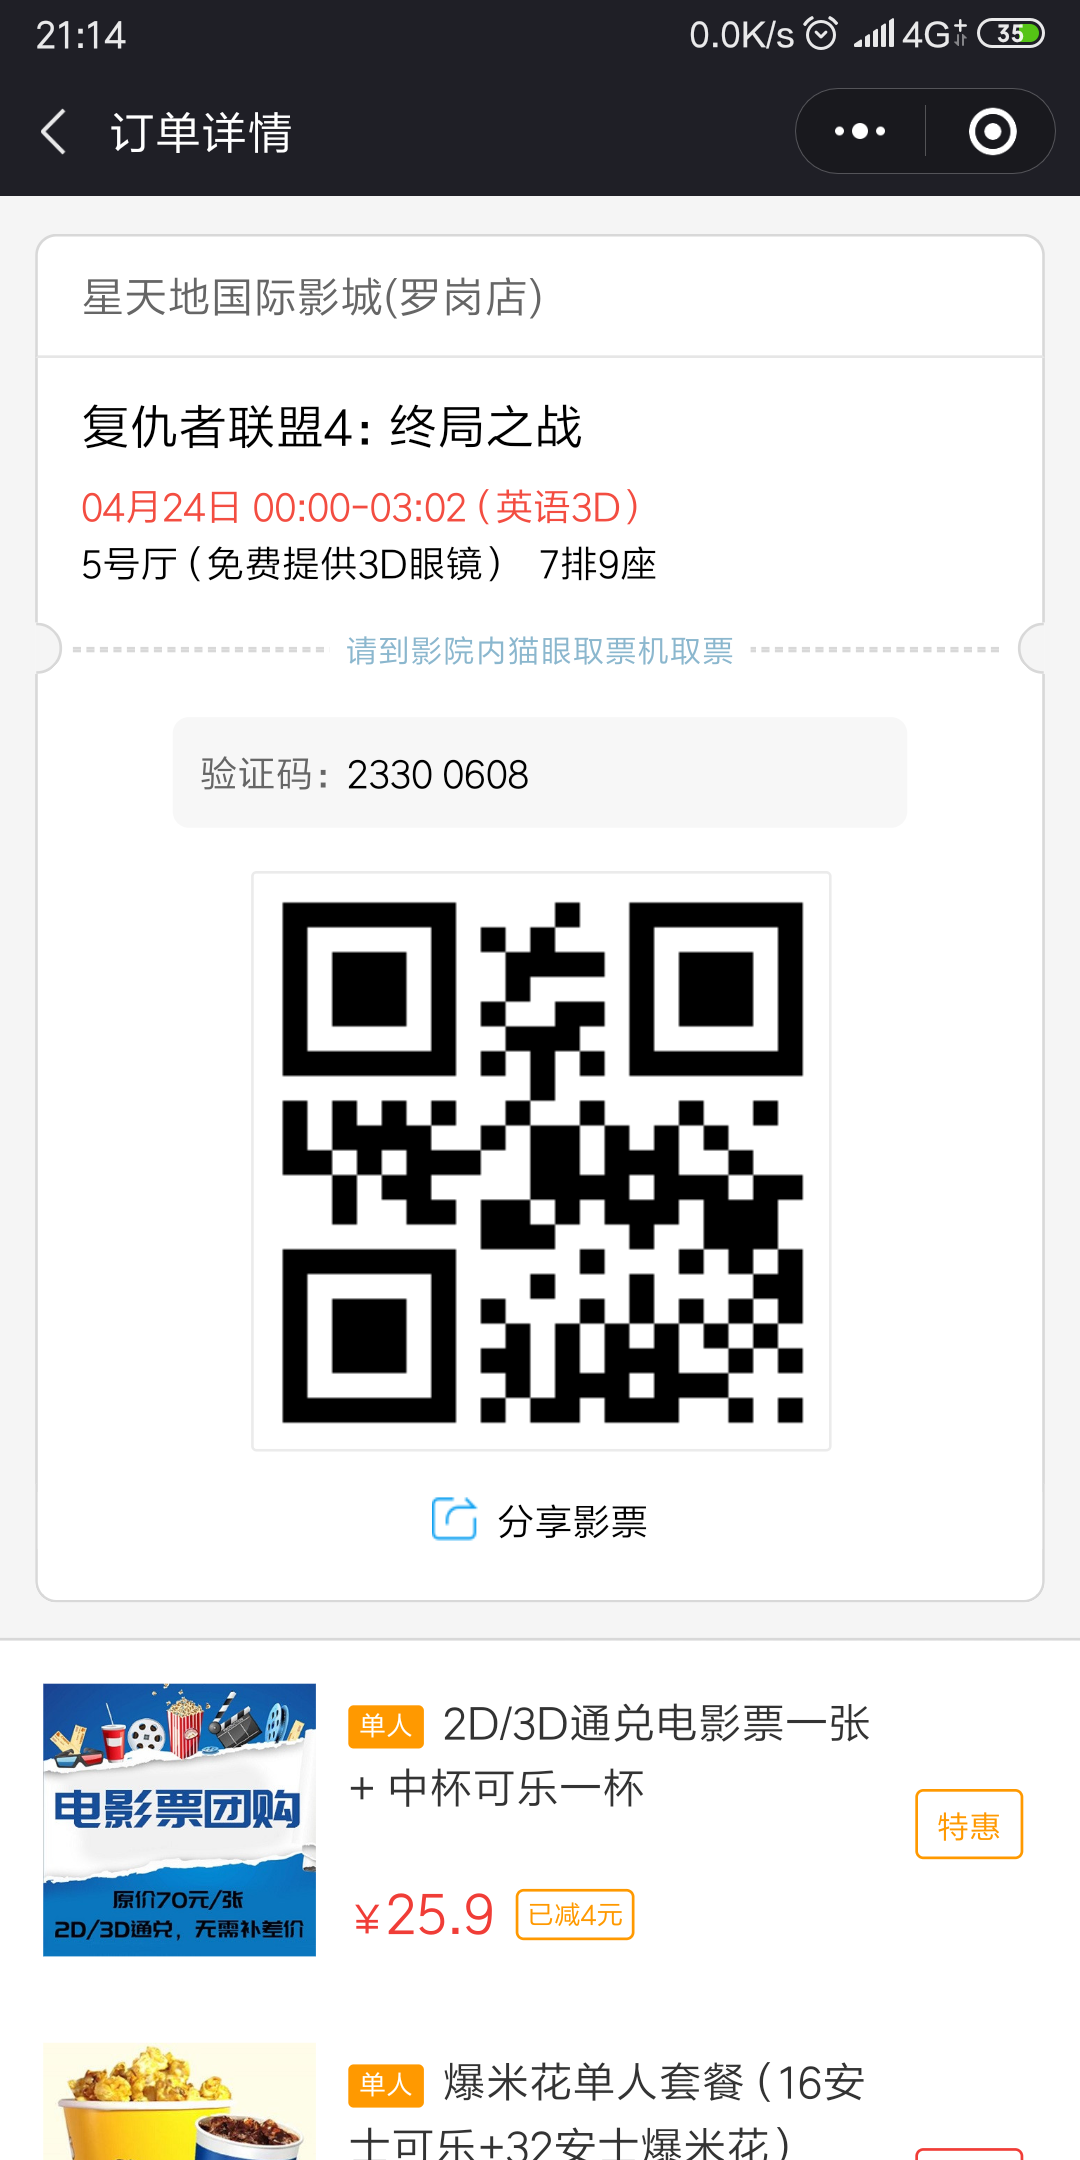 21:14
0.0K/s 4G+ 35
订单详情
星天地国际影城(罗岗店)
复仇者联盟4：终局之战
04月24日 00:00-03:02（英语3D）
5号厅（免费提供3D眼镜） 7排9座
请到影院内猫眼取票机取票
验证码：2330 0608
分享影票
电影票团购
原价70元/张
2D/3D通兑，无需补差价
单人 2D/3D通兑电影票一张
+ 中杯可乐一杯
特惠
¥25.9 已减4元
单人 爆米花单人套餐（16安
士可乐+32安士爆米花）